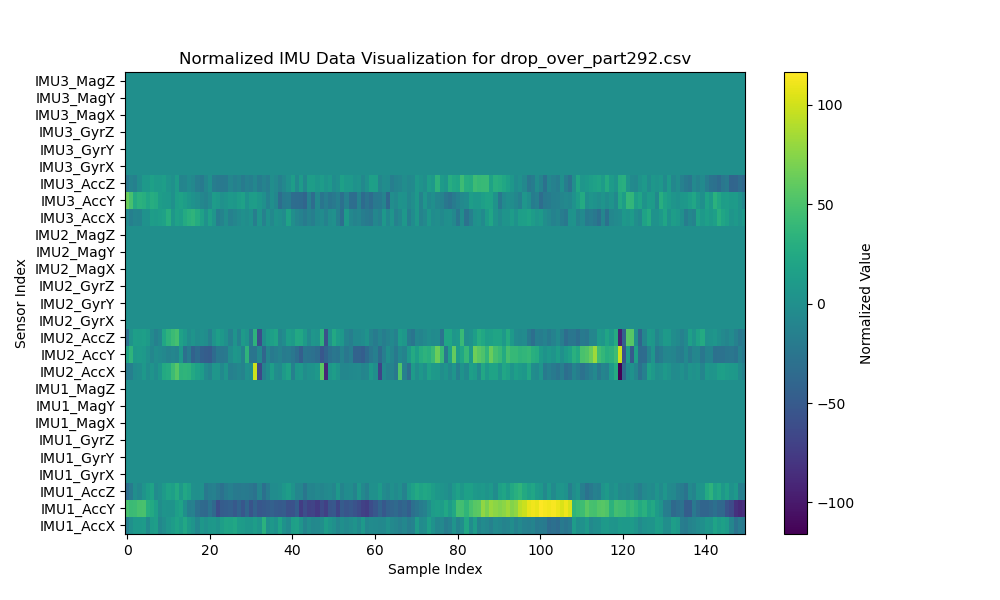 Normalized IMU Data Visualization for drop_over_part292.csv
IMU3_MagZ
IMU3_MagY
IMU3_MagX
IMU3_GyrZ
IMU3_GyrY
IMU3_GyrX
IMU3_AccZ
IMU3_AccY
IMU3_AccX
IMU2_MagZ
IMU2_MagY
IMU2_MagX
IMU2_GyrZ
IMU2_GyrY
IMU2_GyrX
IMU2_AccZ
IMU2_AccY
IMU2_AccX
IMU1_MagZ
IMU1_MagY
IMU1_MagX
IMU1_GyrZ
IMU1_GyrY
IMU1_GyrX
IMU1_AccZ
IMU1_AccY
IMU1_AccX
Sensor Index
0 20 40 60 80 100 120 140
Sample Index
100
50
0
−50
−100
Normalized Value